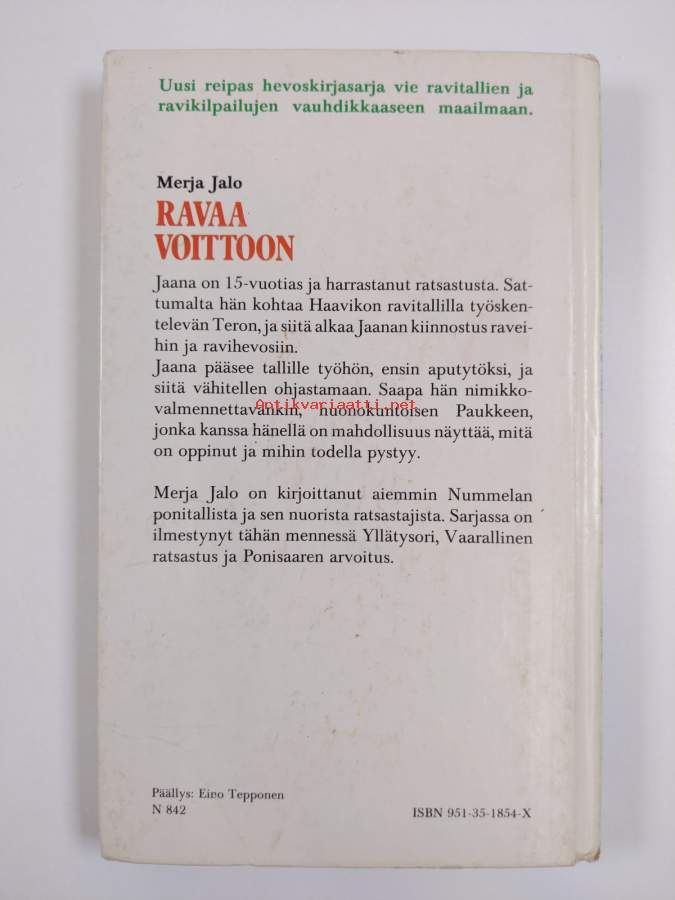 Uusi reipas hevoskirjasarja vie ravitallien ja
ravikilpailujen vauhdikkaaseen maailmaan.
Merja Jalo
RAVAA
VOITTOON
Jaana on 15-vuotias ja harrastanut ratsastusta. Sat-
tumalta hän kohtaa Haavikon ravitallilla työsken-
televän Teron, ja siitä alkaa Jaanan kiinnostus ravei-
hin ja ravihevosiin.
Jaana pääsee tallille työhön, ensin aputytöksi, ja
siitä vähitellen ohjastamaan. Saapa hän nimikko-
valmennettavankin, huonokuntoisen Paukkeen,
Antikvariaatti.net
jonka kanssa hänellä on mahdollisuus näyttää, mitä
on oppinut ja mihin todella pystyy.
Merja Jalo on kirjoittanut aiemmin Nummelan
ponitallista ja sen nuorista ratsastajista. Sarjassa on
ilmestynyt tähän mennessä Yllätysori, Vaarallinen
ratsastus ja Ponisaaren arvoitus.
Päällys: Eino Tepponen
N 842
ISBN 951-35-1854-X